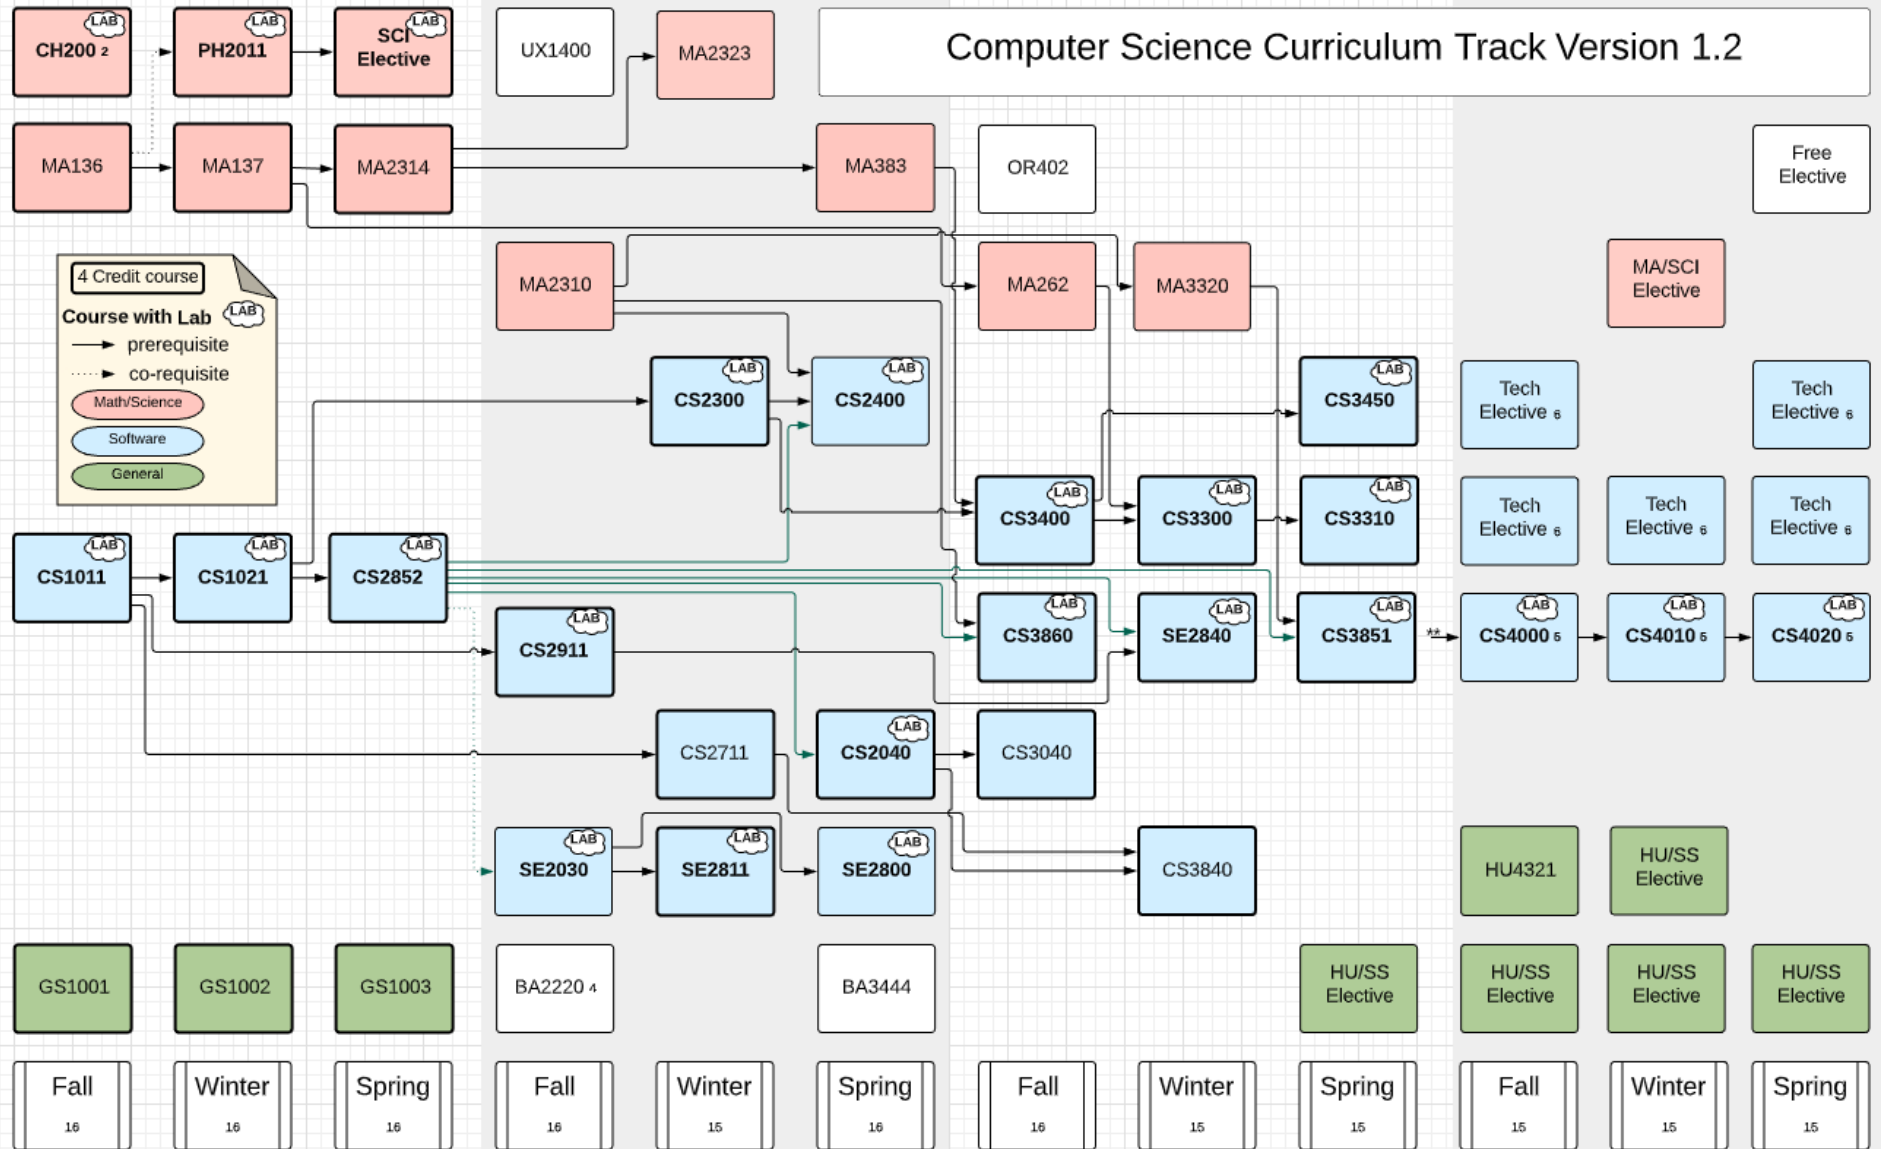 Computer Science Curriculum Track Version 1.2
LAB
CH200 2
LAB
PH2011
LAB
SCI
Elective
UX1400
MA2323
MA136
MA137
MA2314
MA383
OR402
Free
Elective
4 Credit course
Course with Lab
LAB
prerequisite
co-requisite
Math/Science
Software
General
MA2310
MA262
MA3320
MA/SCI
Elective
LAB
CS2300
LAB
CS2400
LAB
CS3450
Tech
Elective 6
Tech
Elective 6
LAB
CS3400
LAB
CS3300
LAB
CS3310
Tech
Elective 6
Tech
Elective 6
Tech
Elective 6
LAB
CS1011
LAB
CS1021
LAB
CS2852
LAB
CS2911
LAB
CS3860
LAB
SE2840
LAB
CS3851
**
LAB
CS4000 5
LAB
CS4010 5
LAB
CS4020 5
CS2711
LAB
CS2040
CS3040
LAB
SE2030
LAB
SE2811
LAB
SE2800
CS3840
HU4321
HU/SS
Elective
GS1001
GS1002
GS1003
BA2220 4
BA3444
HU/SS
Elective
HU/SS
Elective
HU/SS
Elective
HU/SS
Elective
Fall
16
Winter
16
Spring
16
Fall
16
Winter
15
Spring
16
Fall
16
Winter
15
Spring
15
Fall
15
Winter
15
Spring
15